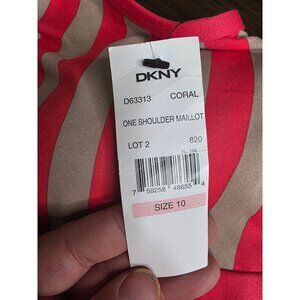 DKNY
D63313 CORAL
ONE SHOULDER MAILLOT
LOT 2 820
7 59258 48655 4
SIZE 10